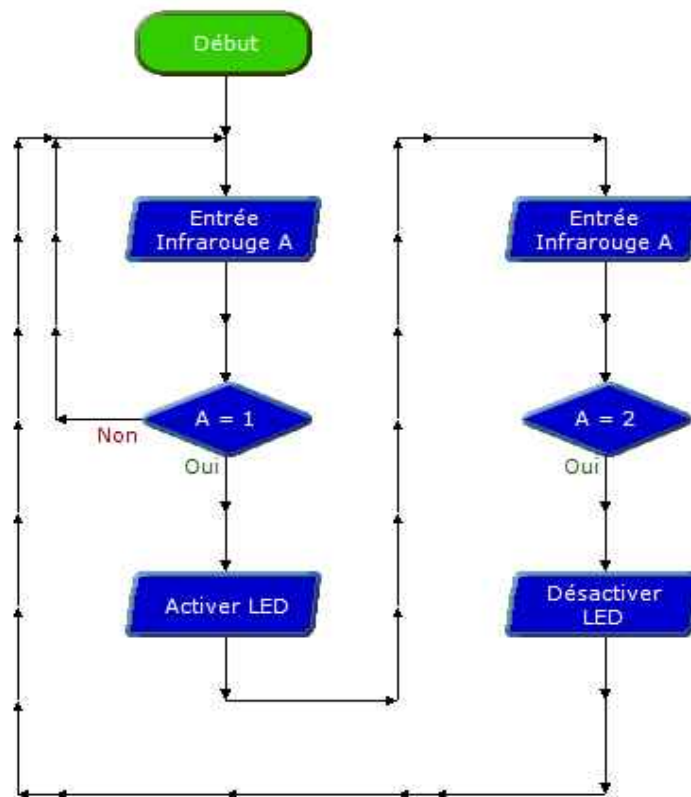 Début
Entrée
Infrarouge A
A = 1
Non
Oui
Activer LED
Entrée
Infrarouge A
A = 2
Oui
Désactiver
LED